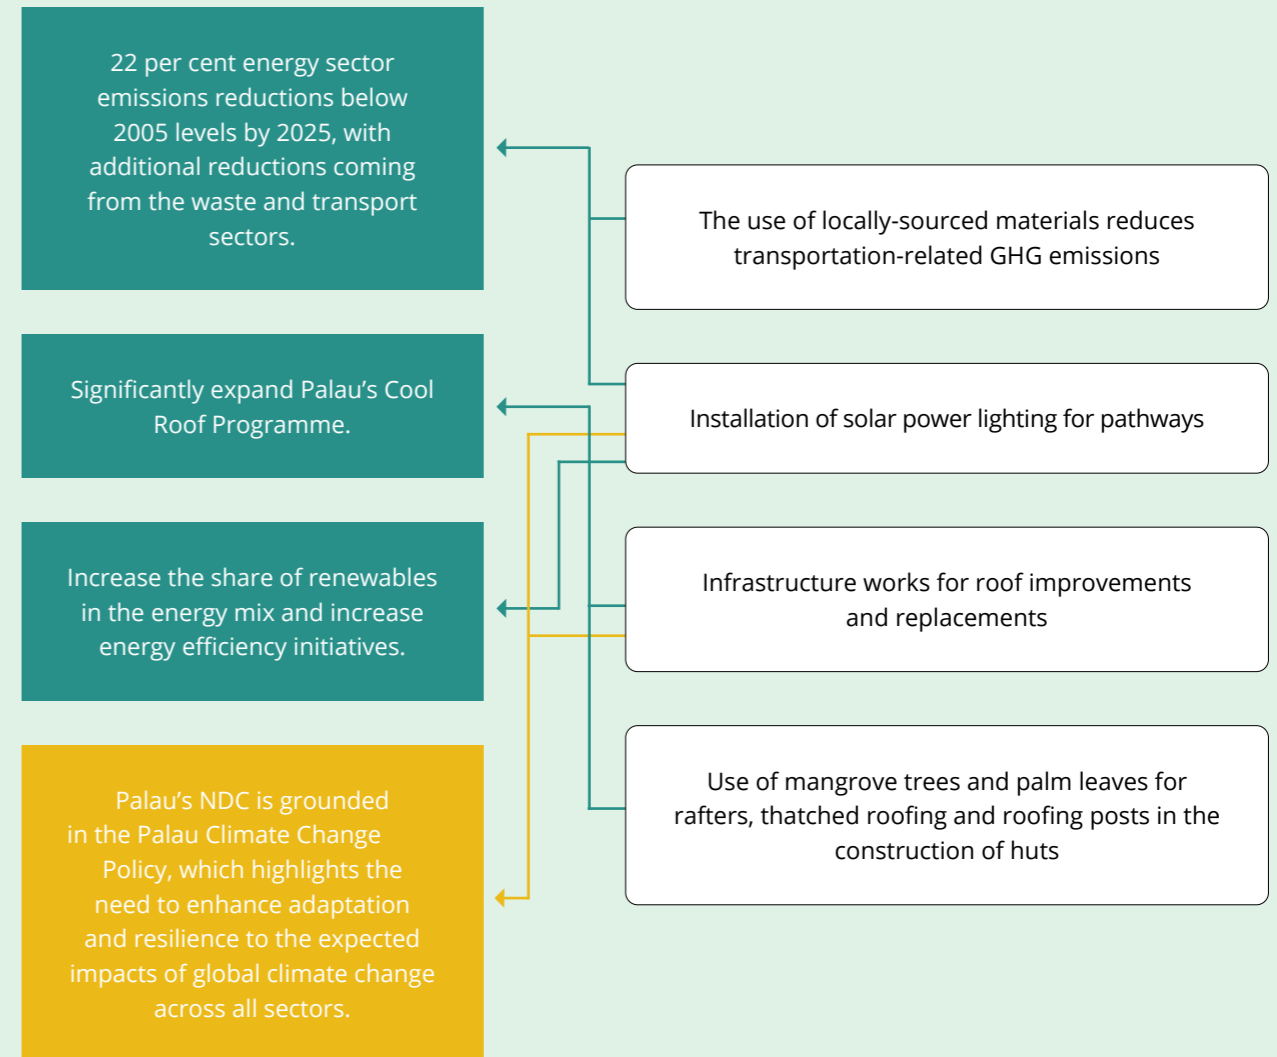 22 per cent energy sector
emissions reductions below
2005 levels by 2025, with
additional reductions coming
from the waste and transport
sectors.
Significantly expand Palau’s Cool
Roof Programme.
Increase the share of renewables
in the energy mix and increase
energy efficiency initiatives.
Palau’s NDC is grounded
in the Palau Climate Change
Policy, which highlights the
need to enhance adaptation
and resilience to the expected
impacts of global climate change
across all sectors.
The use of locally-sourced materials reduces
transportation-related GHG emissions
Installation of solar power lighting for pathways
Infrastructure works for roof improvements
and replacements
Use of mangrove trees and palm leaves for
rafters, thatched roofing and roofing posts in the
construction of huts